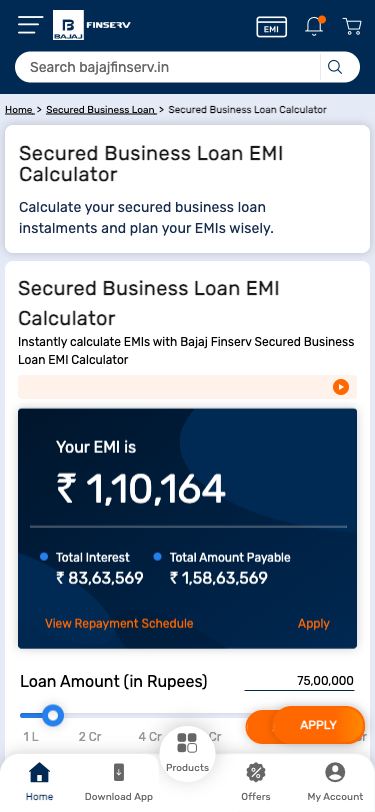 B
BAJAJ
FINSERV
EMI
Search bajajfinserv.in
Home > Secured Business Loan > Secured Business Loan Calculator
Secured Business Loan EMI
Calculator
Calculate your secured business loan
instalments and plan your EMIs wisely.
Secured Business Loan EMI
Calculator
Instantly calculate EMIs with Bajaj Finserv Secured Business
Loan EMI Calculator
Your EMI is
₹ 1,10,164
Total Interest Total Amount Payable
₹ 83,63,569 ₹ 1,58,63,569
View Repayment Schedule Apply
Loan Amount (in Rupees) 75,00,000
APPLY
1 L 2 Cr 4 Cr Cr
Products
Home Download App Offers My Account